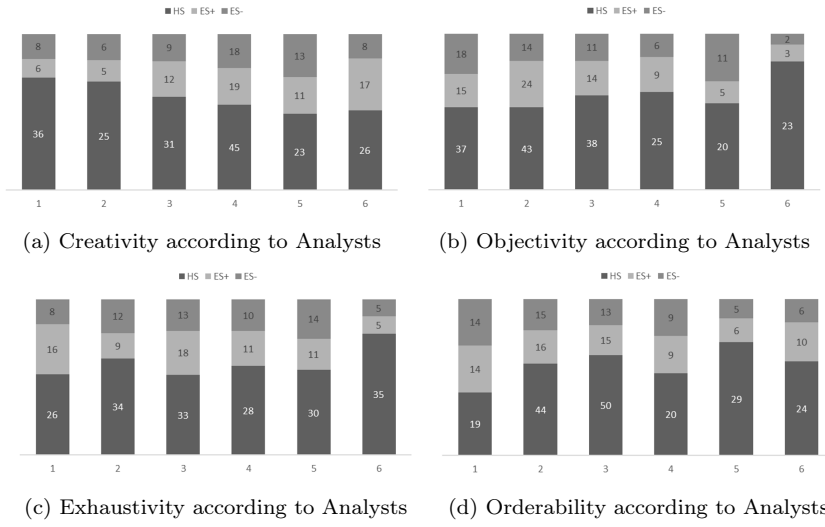 HS ES+ ES-
8 6 9 18 13 8
6 5 12 19 11 17
36 25 31 45 23 26
1 2 3 4 5 6
(a) Creativity according to Analysts
HS ES+ ES-
18 14 11 6 11 2
15 24 14 9 5 3
37 43 38 25 20 23
1 2 3 4 5 6
(b) Objectivity according to Analysts
HS ES+ ES-
8 12 13 10 14 5
16 9 18 11 11 5
26 34 33 28 30 35
1 2 3 4 5 6
(c) Exhaustivity according to Analysts
HS ES+ ES-
14 15 13 9 5 6
14 16 15 9 6 10
19 44 50 20 29 24
1 2 3 4 5 6
(d) Orderability according to Analysts